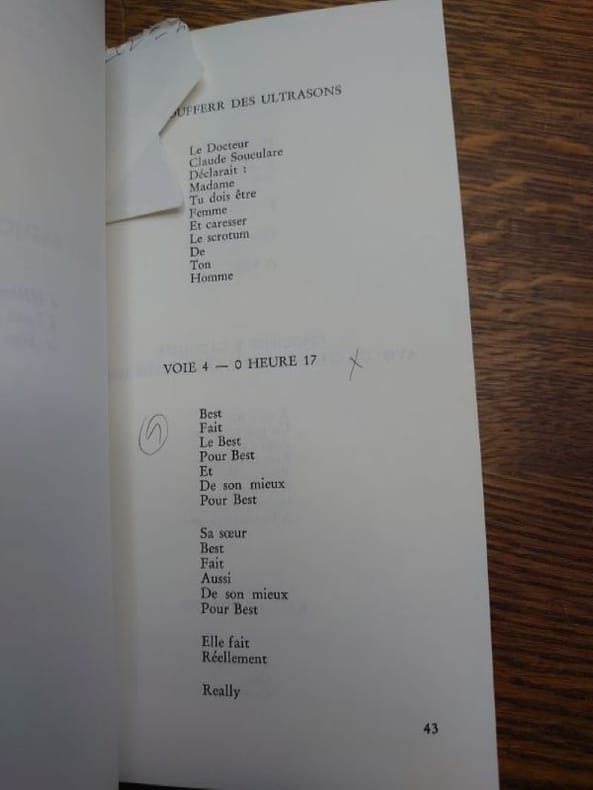 DES ULTRASONS
Le Docteur
Claude Souculare
Déclarait :
Madame
Tu dois être
Femme
Et caresser
Le scrotum
De
Ton
Homme
VOIE 4 — 0 HEURE 17 X
Best
Fait
Le Best
Pour Best
Et
De son mieux
Pour Best
Sa sœur
Best
Fait
Aussi
De son mieux
Pour Best
Elle fait
Réellement
Really
43